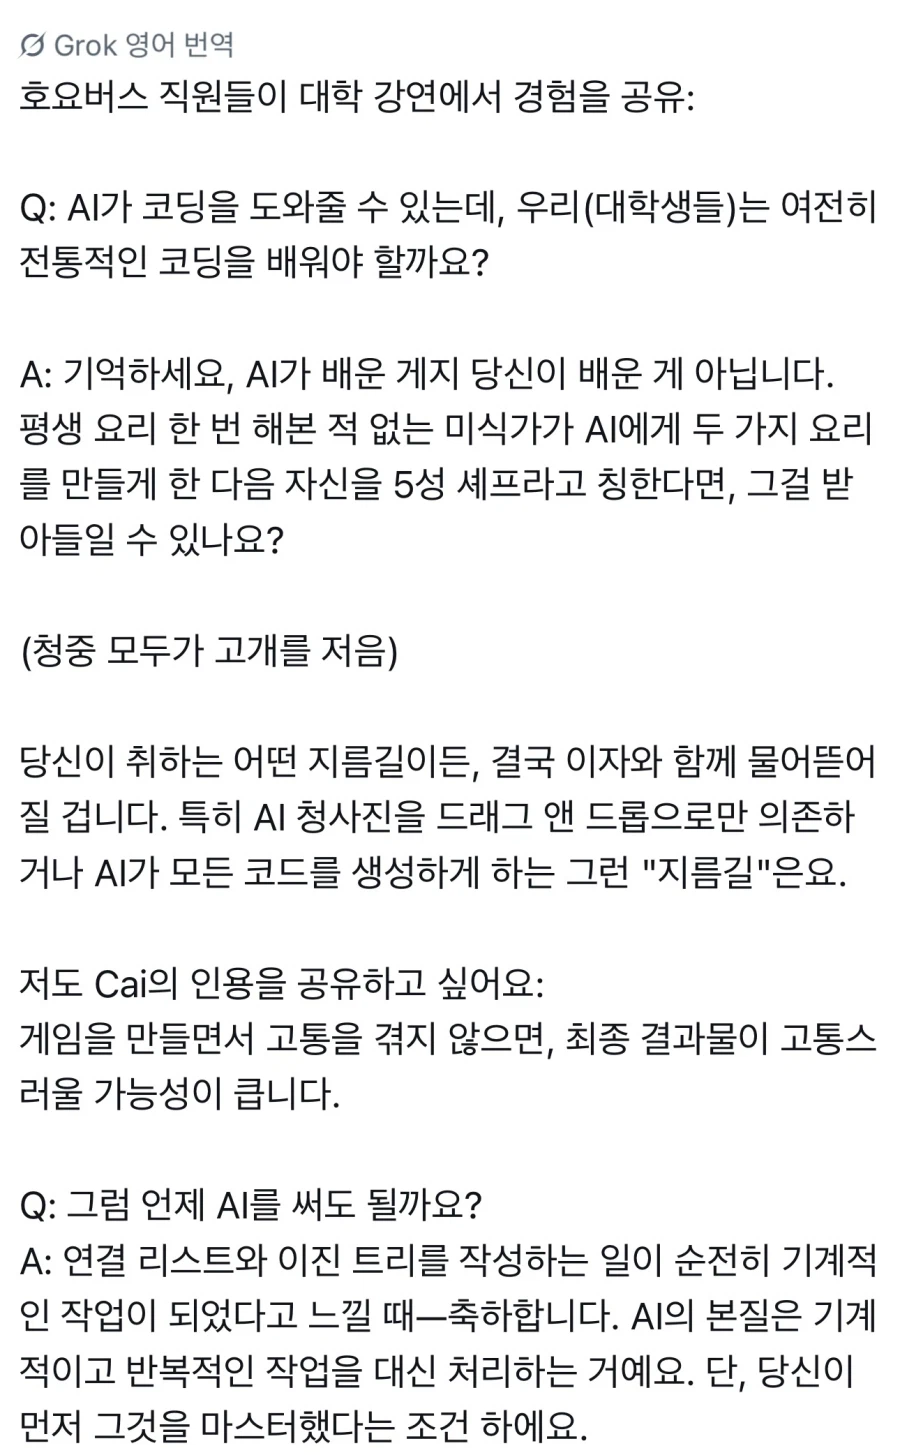 Grok 영어 번역
호요버스 직원들이 대학 강연에서 경험을 공유:
Q: AI가 코딩을 도와줄 수 있는데, 우리(대학생들)는 여전히
전통적인 코딩을 배워야 할까요?
A: 기억하세요, AI가 배운 게지 당신이 배운 게 아닙니다.
평생 요리 한 번 해본 적 없는 미식가가 AI에게 두 가지 요리
를 만들게 한 다음 자신을 5성 셰프라고 칭한다면, 그걸 받
아들일 수 있나요?
(청중 모두가 고개를 저음)
당신이 취하는 어떤 지름길이든, 결국 이자와 함께 물어뜯어
질 겁니다. 특히 AI 청사진을 드래그 앤 드롭으로만 의존하
거나 AI가 모든 코드를 생성하게 하는 그런 "지름길"은요.
저도 Cai의 인용을 공유하고 싶어요:
게임을 만들면서 고통을 겪지 않으면, 최종 결과물이 고통스
러울 가능성이 큽니다.
Q: 그럼 언제 AI를 써도 될까요?
A: 연결 리스트와 이진 트리를 작성하는 일이 순전히 기계적
인 작업이 되었다고 느낄 때—축하합니다. AI의 본질은 기계
적이고 반복적인 작업을 대신 처리하는 거예요. 단, 당신이
먼저 그것을 마스터했다는 조건 하에요.